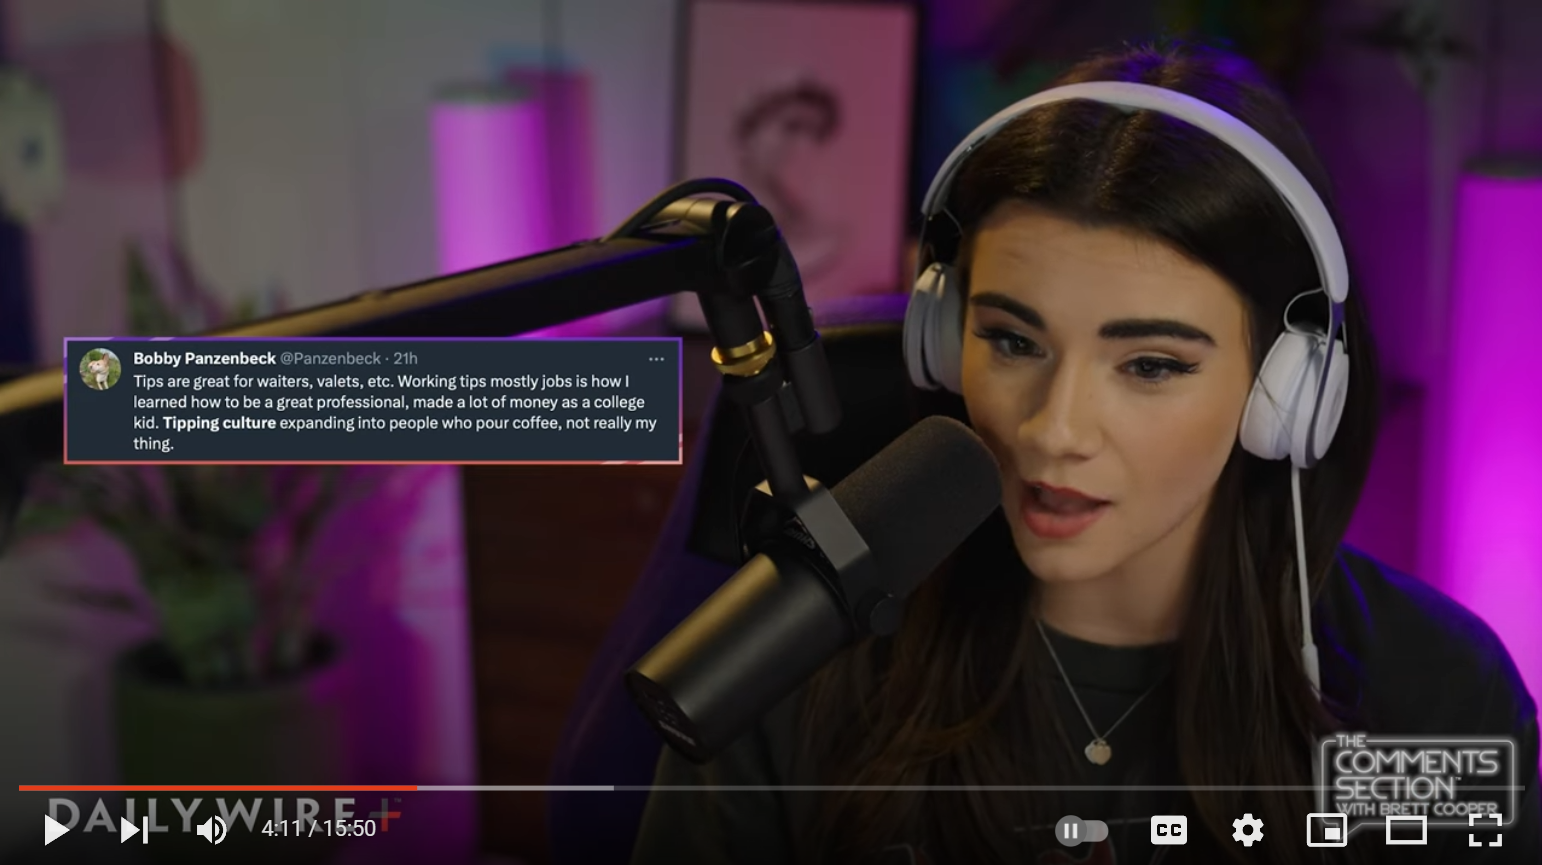 Bobby Panzenbeck @Panzenbeck · 21h
Tips are great for waiters, valets, etc. Working tips mostly jobs is how I
learned how to be a great professional, made a lot of money as a college
kid. Tipping culture expanding into people who pour coffee, not really my
thing.
THE
COMMENTS
SECTION
WITH BRETT COOPER
DAILY WIRE+
4:11 / 15:50
CC